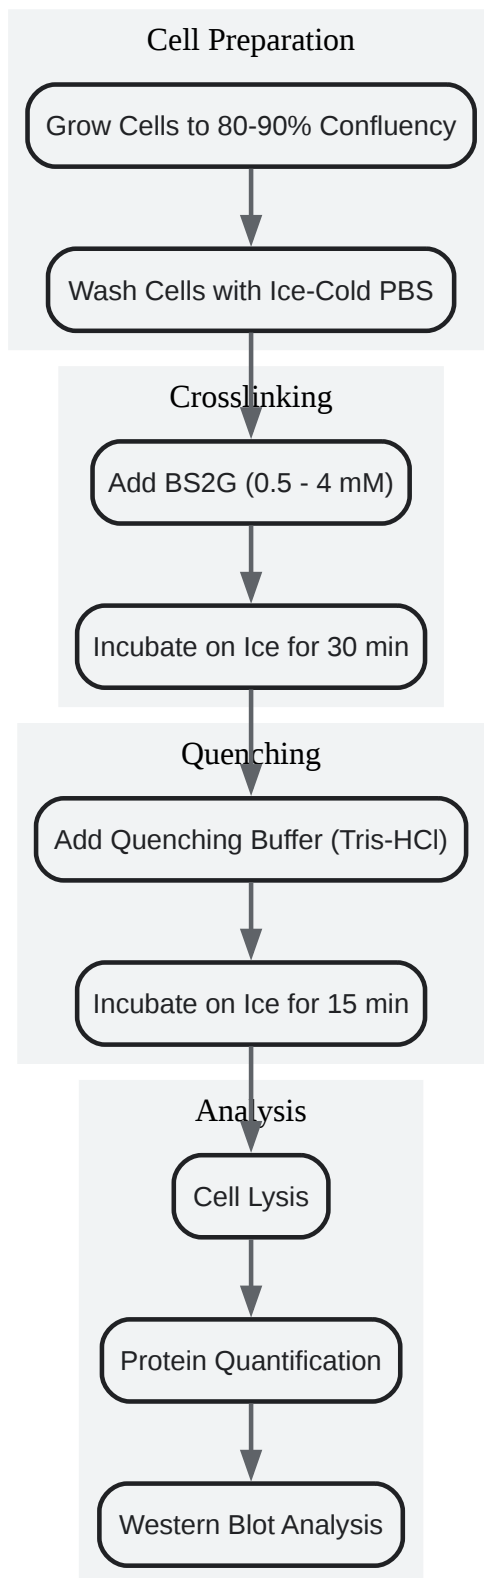 Cell Preparation
Grow Cells to 80-90% Confluency
Wash Cells with Ice-Cold PBS
Crosslinking
Add BS2G (0.5 - 4 mM)
Incubate on Ice for 30 min
Quenching
Add Quenching Buffer (Tris-HCl)
Incubate on Ice for 15 min
Analysis
Cell Lysis
Protein Quantification
Western Blot Analysis